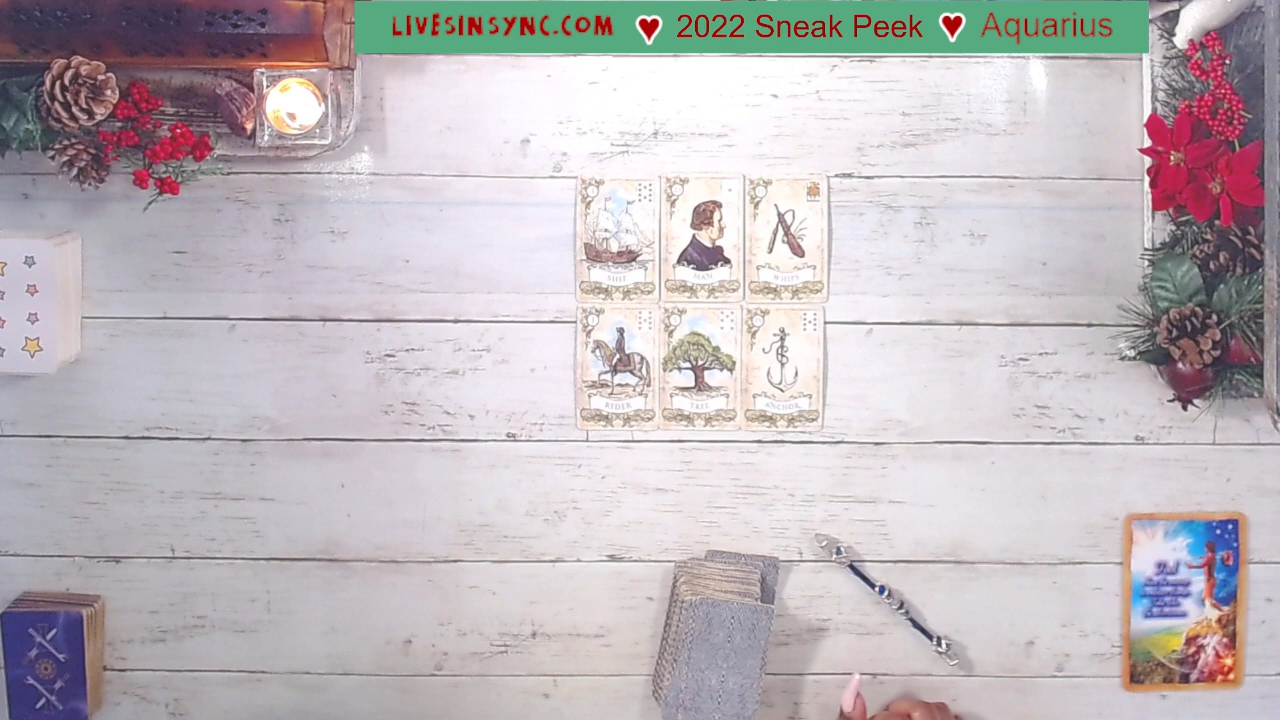 LIVESINSYNC.COM ♥ 2022 Sneak Peek ♥ Aquarius
SHIP
MAN
WHIPS
RIDER
TREE
ANCHOR